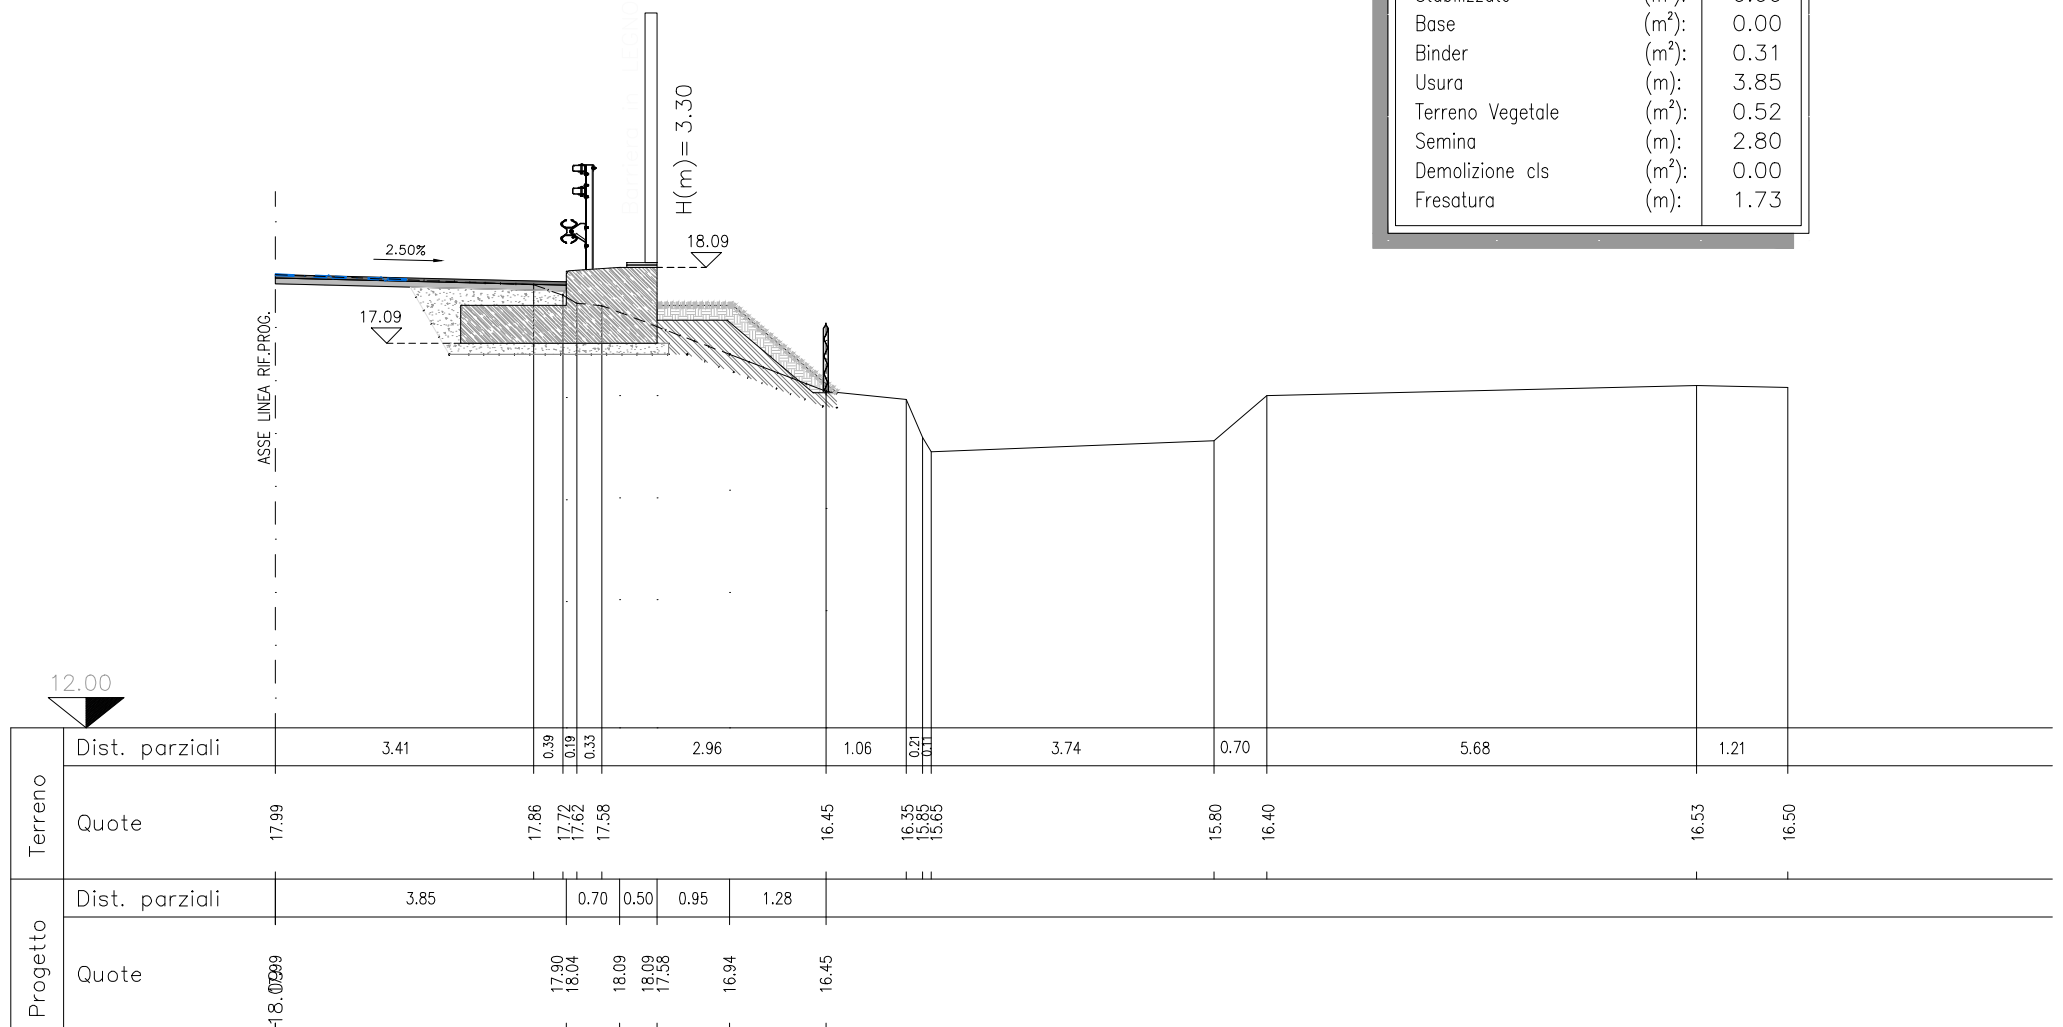 Base (m²): 0.00
Binder (m²): 0.31
Usura (m): 3.85
Terreno Vegetale (m²): 0.52
Semina (m): 2.80
Demolizione cls (m²): 0.00
Fresatura (m): 1.73
H(m)= 3.30
2.50%
18.09
17.09
ASSE LINEA RIF.PROG.
12.00
Terreno
Dist. parziali 3.41 0.39 0.19 0.33 2.96 1.06 0.21 0.11 3.74 0.70 5.68 1.21
Quote 17.99 17.86 17.72 17.62 17.58 16.45 16.35 15.85 15.65 15.80 16.40 16.53 16.50
Progetto
Dist. parziali 3.85 0.70 0.50 0.95 1.28
Quote 17.99 17.90 18.04 18.09 18.09 17.58 16.94 16.45